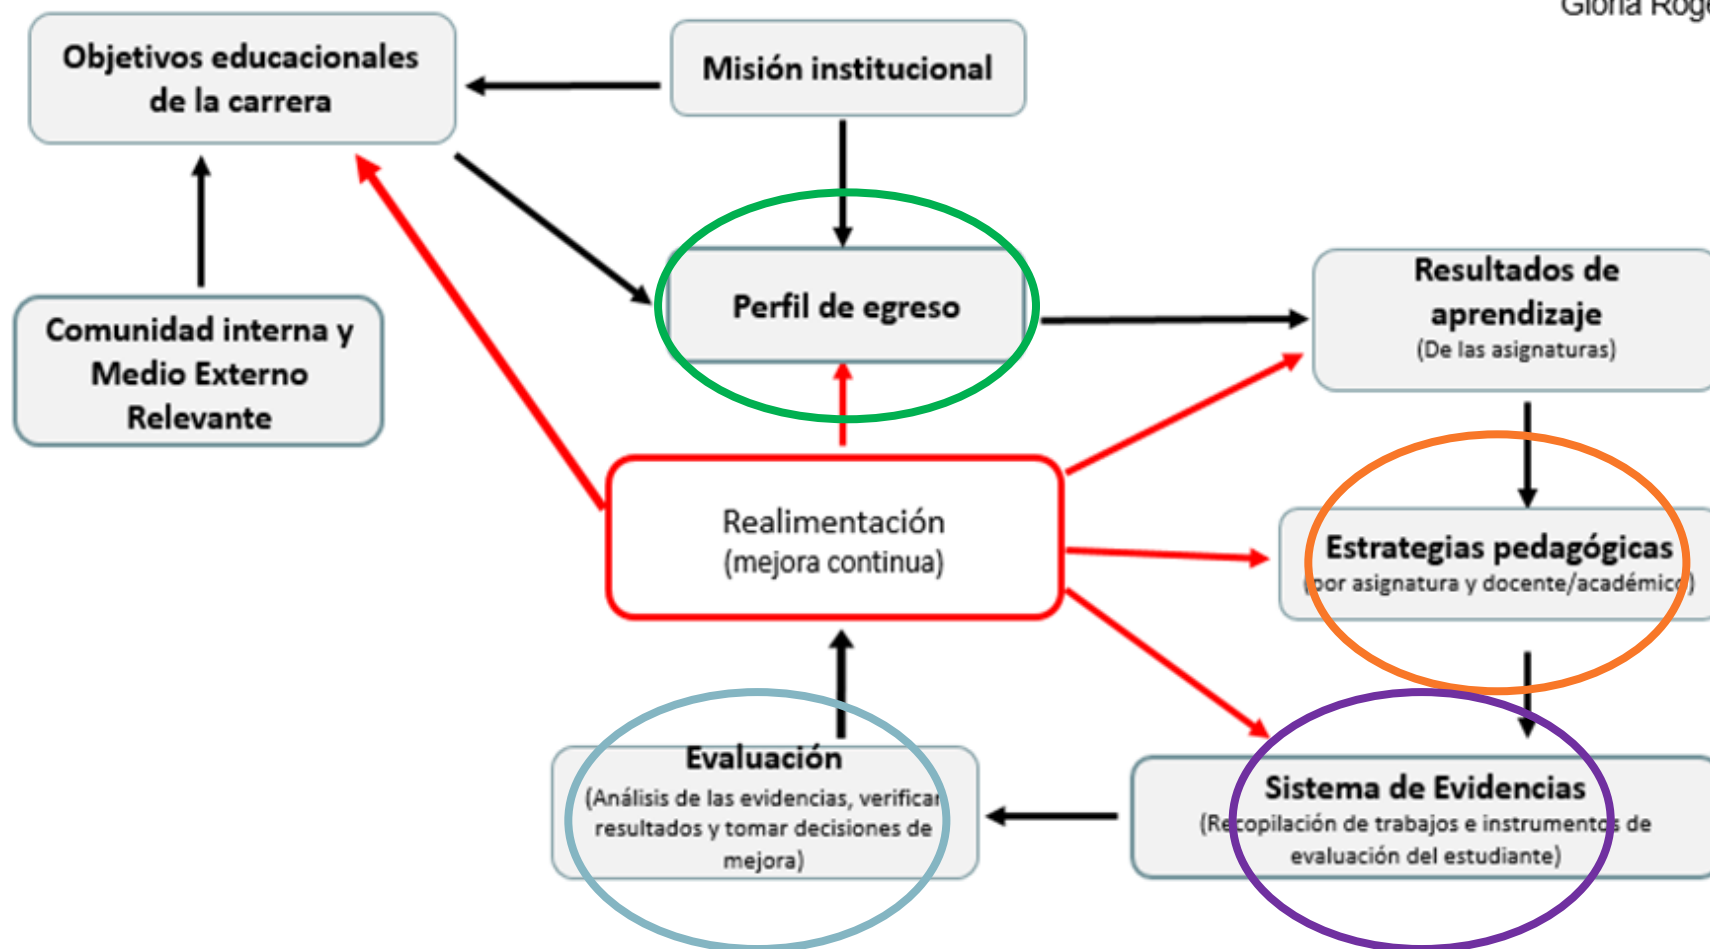 Gloria
Objetivos educacionales
de la carrera
Misión institucional
Comunidad interna y
Medio Externo
Relevante
Perfil de egreso
Resultados de
aprendizaje
(De las asignaturas)
Realimentación
(mejora continua)
Estrategias pedagógicas
(por asignatura y docente/académico)
Evaluación
(Análisis de las evidencias, verificar
resultados y tomar decisiones de
mejora)
Sistema de Evidencias
(Recopilación de trabajos e instrumentos de
evaluación del estudiante)